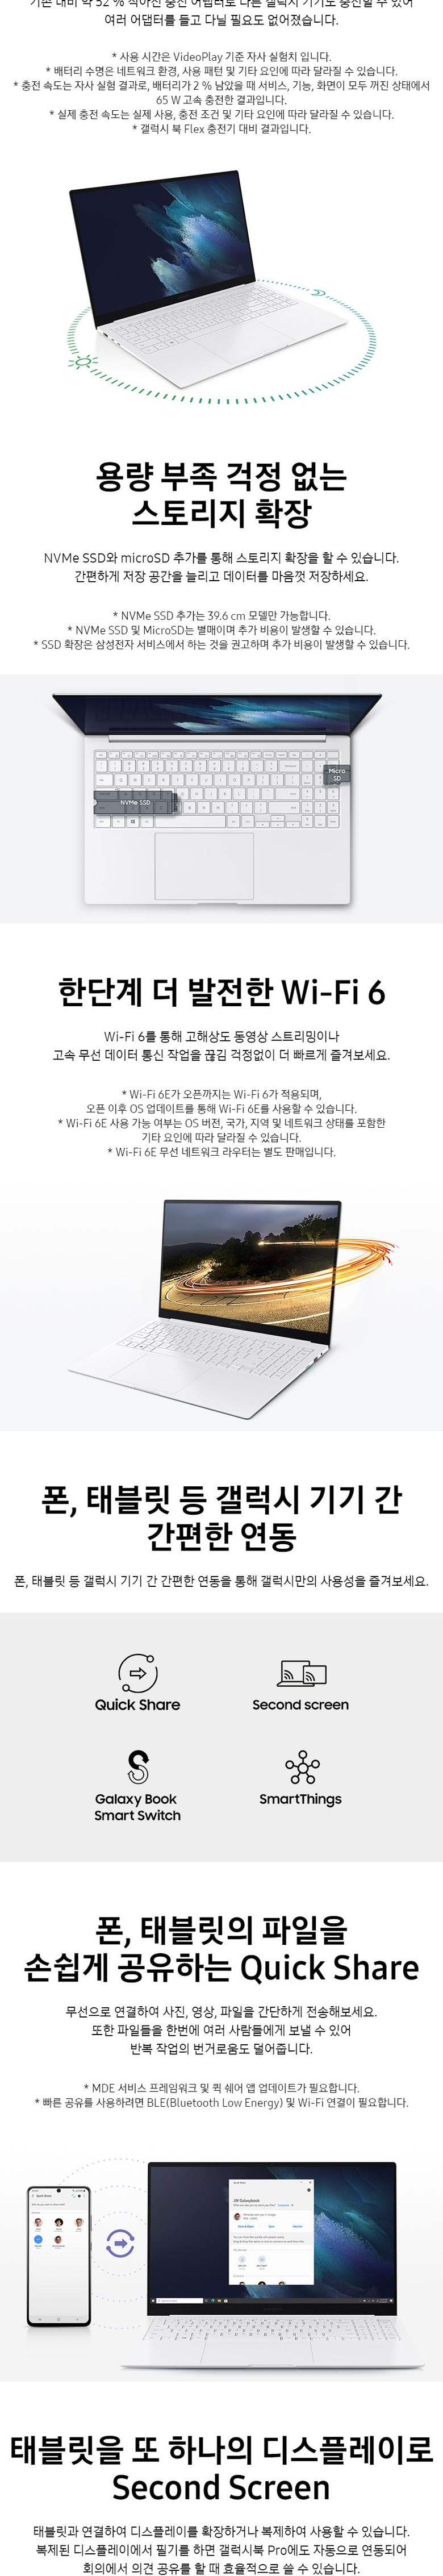 기존 대비 약 52 % 작아진 충전 어댑터로 다른 갤럭시 기기도 충전할 수 있어
여러 어댑터를 들고 다닐 필요도 없어졌습니다.
* 사용 시간은 VideoPlay 기준 자사 실험치 입니다.
* 배터리 수명은 네트워크 환경, 사용 패턴 및 기타 요인에 따라 달라질 수 있습니다.
* 충전 속도는 자사 실험 결과로, 배터리가 2 % 남았을 때 서비스, 기능, 화면이 모두 꺼진 상태에서
65 W 고속 충전한 결과입니다.
* 실제 충전 속도는 실제 사용, 충전 조건 및 기타 요인에 따라 달라질 수 있습니다.
* 갤럭시 북 Flex 충전기 대비 결과입니다.
용량 부족 걱정 없는
스토리지 확장
NVMe SSD와 microSD 추가를 통해 스토리지 확장을 할 수 있습니다.
간편하게 저장 공간을 늘리고 데이터를 마음껏 저장하세요.
* NVMe SSD 추가는 39.6 cm 모델만 가능합니다.
* NVMe SSD 및 MicroSD는 별매이며 추가 비용이 발생할 수 있습니다.
* SSD 확장은 삼성전자 서비스에서 하는 것을 권고하며 추가 비용이 발생할 수 있습니다.
Micro
SD
NVMe SSD
한단계 더 발전한 Wi-Fi 6
Wi-Fi 6를 통해 고해상도 동영상 스트리밍이나
고속 무선 데이터 통신 작업을 끊김 걱정없이 더 빠르게 즐겨보세요.
* Wi-Fi 6E가 오픈까지는 Wi-Fi 6가 적용되며,
오픈 이후 OS 업데이트를 통해 Wi-Fi 6E를 사용할 수 있습니다.
* Wi-Fi 6E 사용 가능 여부는 OS 버전, 국가, 지역 및 네트워크 상태를 포함한
기타 요인에 따라 달라질 수 있습니다.
* Wi-Fi 6E 무선 네트워크 라우터는 별도 판매입니다.
폰, 태블릿 등 갤럭시 기기 간
간편한 연동
폰, 태블릿 등 갤럭시 기기 간 간편한 연동을 통해 갤럭시만의 사용성을 즐겨보세요.
Quick Share
Second screen
Galaxy Book
Smart Switch
SmartThings
폰, 태블릿의 파일을
손쉽게 공유하는 Quick Share
무선으로 연결하여 사진, 영상, 파일을 간단하게 전송해보세요.
또한 파일들을 한번에 여러 사람들에게 보낼 수 있어
반복 작업의 번거로움도 덜어줍니다.
* MDE 서비스 프레임워크 및 퀵 쉐어 앱 업데이트가 필요합니다.
* 빠른 공유를 사용하려면 BLE(Bluetooth Low Energy) 및 Wi-Fi 연결이 필요합니다.
Quick Share
JW Galaxybook
태블릿을 또 하나의 디스플레이로
Second Screen
태블릿과 연결하여 디스플레이를 확장하거나 복제하여 사용할 수 있습니다.
복제된 디스플레이에서 필기를 하면 갤럭시북 Pro에도 자동으로 연동되어
회의에서 의견 공유를 할 때 효율적으로 쓸 수 있습니다.